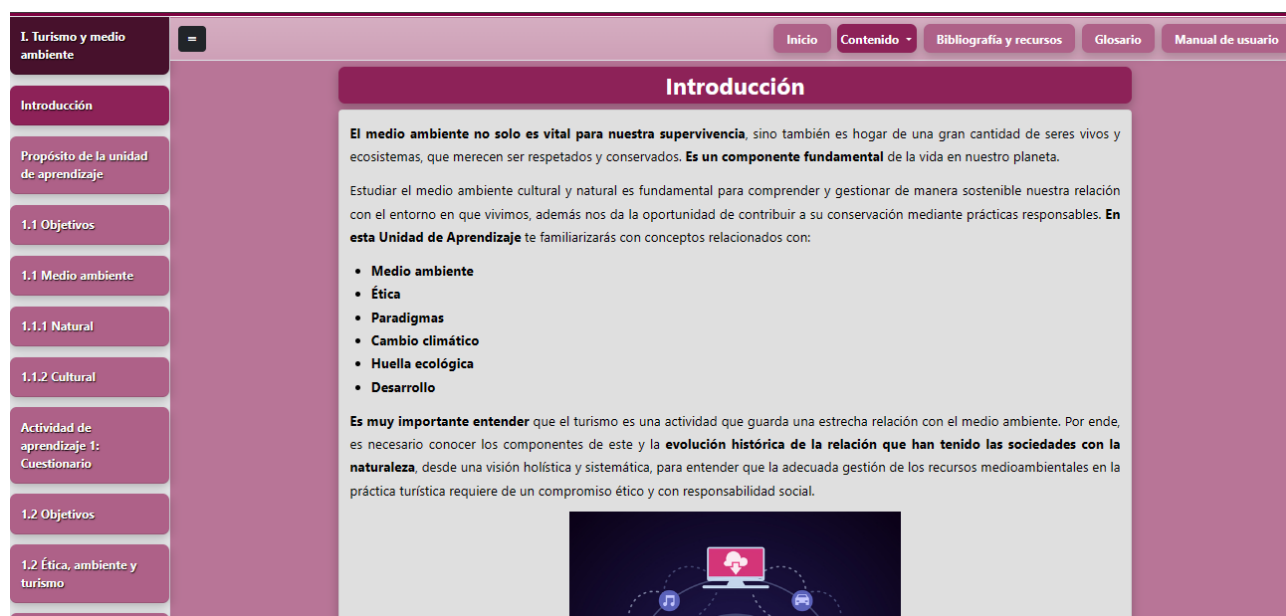 I. Turismo y medio
ambiente
=
Inicio
Contenido
Bibliografía y recursos
Glosario
Manual de usuario
Introducción
Propósito de la unidad
de aprendizaje
1.1 Objetivos
1.1 Medio ambiente
1.1.1 Natural
1.1.2 Cultural
Actividad de
aprendizaje 1:
Cuestionario
1.2 Objetivos
1.2 Ética, ambiente y
turismo
Introducción
El medio ambiente no solo es vital para nuestra supervivencia, sino también es hogar de una gran cantidad de seres vivos y
ecosistemas, que merecen ser respetados y conservados. Es un componente fundamental de la vida en nuestro planeta.
Estudiar el medio ambiente cultural y natural es fundamental para comprender y gestionar de manera sostenible nuestra relación
con el entorno en que vivimos, además nos da la oportunidad de contribuir a su conservación mediante prácticas responsables. En
esta Unidad de Aprendizaje te familiarizarás con conceptos relacionados con:
• Medio ambiente
• Ética
• Paradigmas
• Cambio climático
• Huella ecológica
• Desarrollo
Es muy importante entender que el turismo es una actividad que guarda una estrecha relación con el medio ambiente. Por ende,
es necesario conocer los componentes de este y la evolución histórica de la relación que han tenido las sociedades con la
naturaleza, desde una visión holística y sistemática, para entender que la adecuada gestión de los recursos medioambientales en la
práctica turística requiere de un compromiso ético y con responsabilidad social.